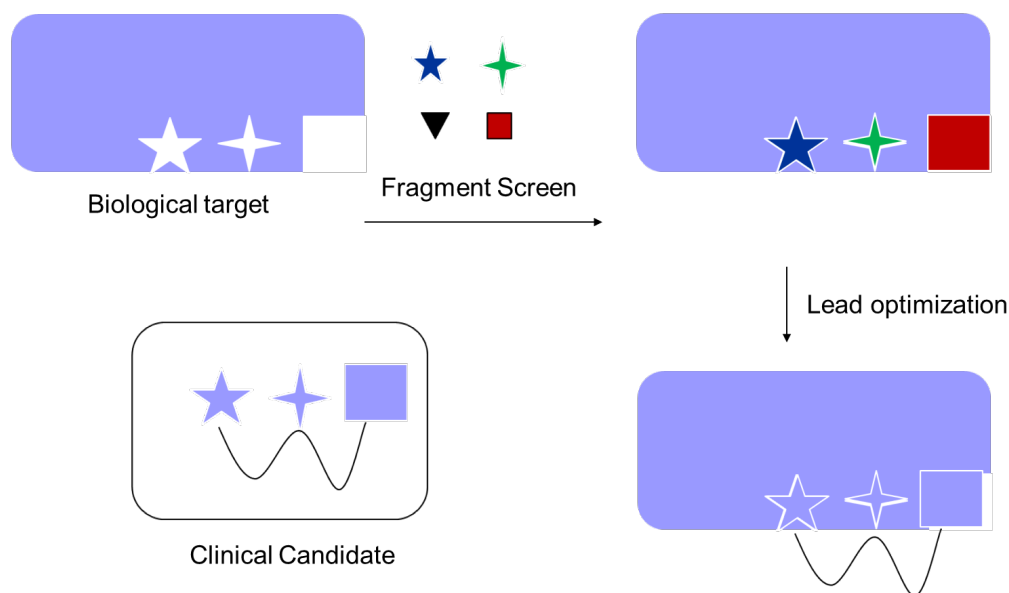 Biological target
Fragment Screen
Lead optimization
Clinical Candidate